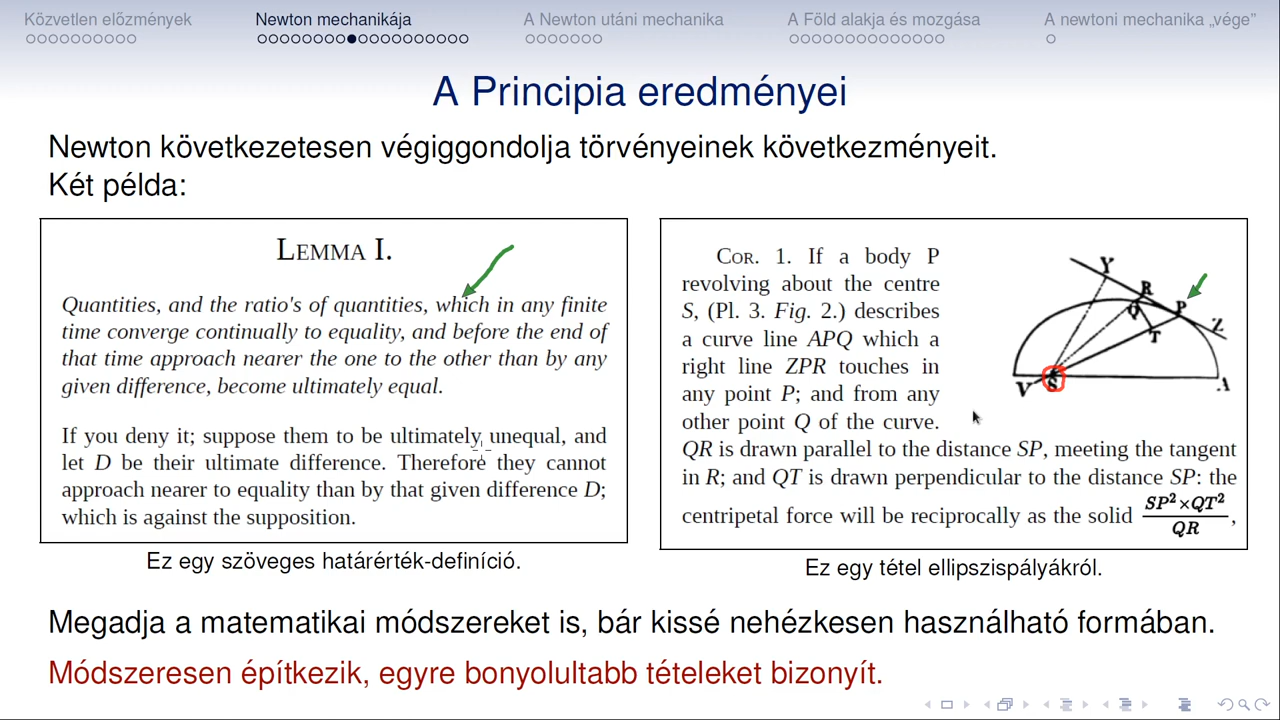 Közvetlen előzmények
Newton mechanikája
A Newton utáni mechanika
A Föld alakja és mozgása
A newtoni mechanika „vége”
A Principia eredményei
Newton következetesen végiggondolja törvényeinek következményeit.
Két példa:
LEMMA I.
Quantities, and the ratio's of quantities, which in any finite
time converge continually to equality, and before the end of
that time approach nearer the one to the other than by any
given difference, become ultimately equal.
If you deny it; suppose them to be ultimately unequal, and
let D be their ultimate difference. Therefore they cannot
approach nearer to equality than by that given difference D;
which is against the supposition.
Ez egy szöveges határérték-definíció.
COR. 1. If a body P
revolving about the centre
S, (Pl. 3. Fig. 2.) describes
a curve line APQ which a
right line ZPR touches in
any point P; and from any
other point Q of the curve.
QR is drawn parallel to the distance SP, meeting the tangent
in R; and QT is drawn perpendicular to the distance SP: the
centripetal force will be reciprocally as the solid SP²×QT²/QR,
Y
R
Q
P
Z
T
V
S
A
Ez egy tétel ellipszispályákról.
Megadja a matematikai módszereket is, bár kissé nehézkesen használható formában.
Módszeresen építkezik, egyre bonyolultabb tételeket bizonyít.